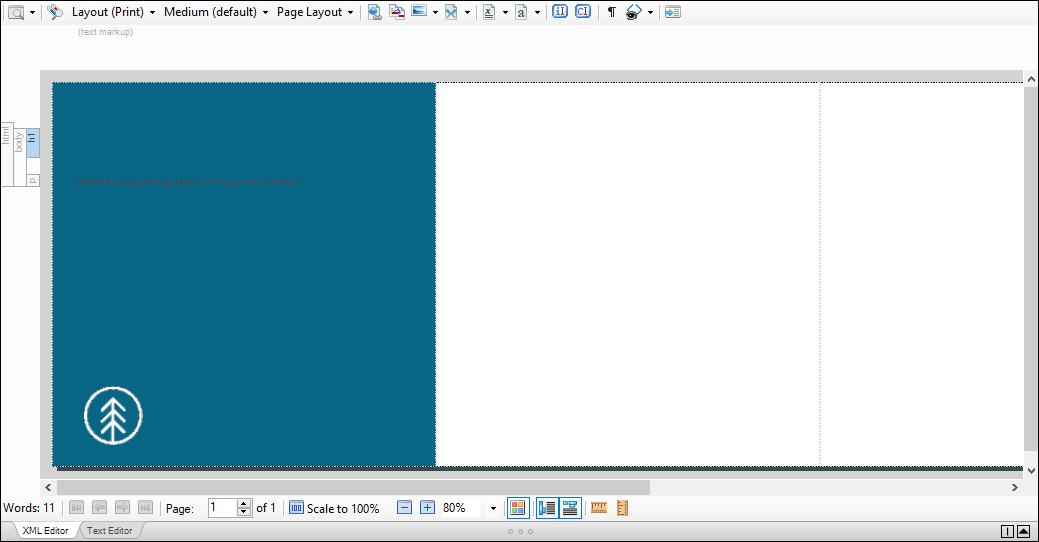 Layout (Print) Medium (default) Page Layout
(text markup)
html
body
h1
p
Delete this text and replace it with your own content.
Words: 11 Page: 1 of 1 Scale to 100% 80%
XML Editor Text Editor